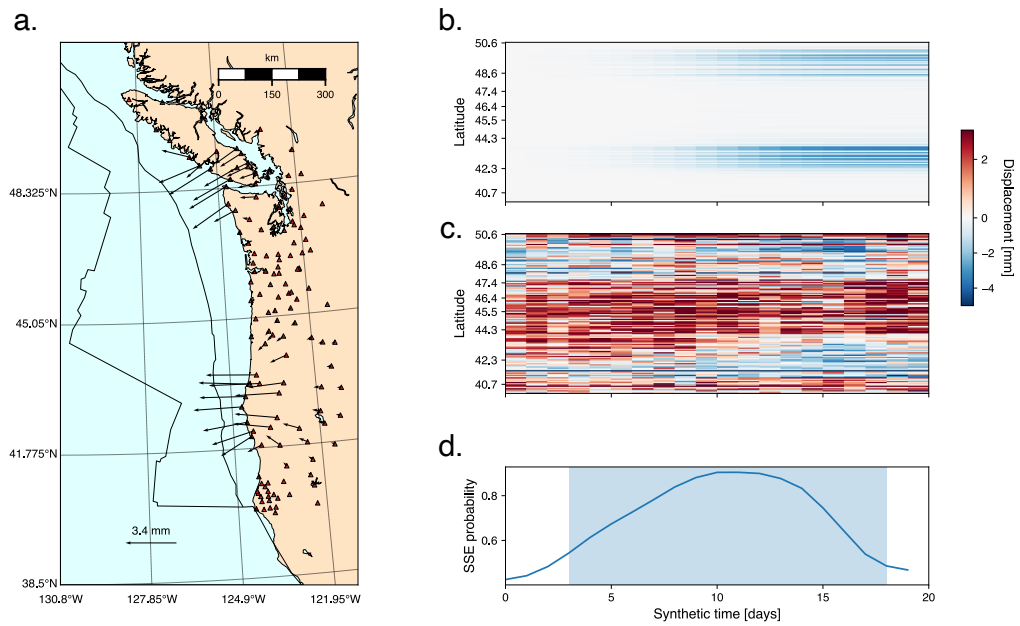 a.
km
0 150 300
48.325°N
45.05°N
41.775°N
38.5°N
3.4 mm
130.8°W 127.85°W 124.9°W 121.95°W
b.
Latitude
50.6
48.6
47.4
46.4
45.5
44.3
42.3
40.7
c.
Latitude
50.6
48.6
47.4
46.4
45.5
44.3
42.3
40.7
2
0
−2
−4
Displacement [mm]
d.
SSE probability
0.8
0.6
0 5 10 15 20
Synthetic time [days]